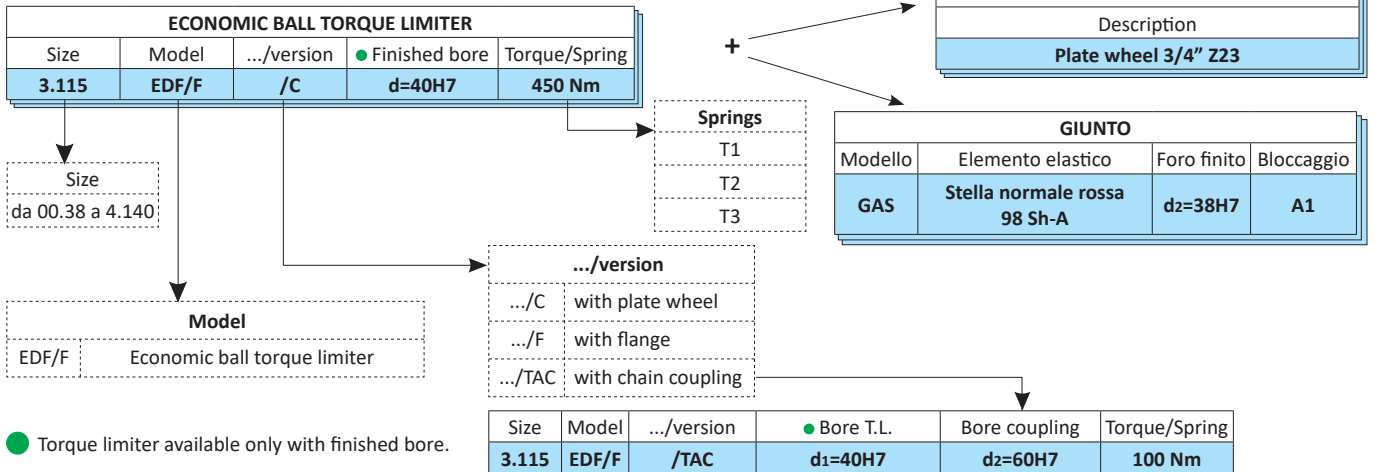 ECONOMIC BALL TORQUE LIMITER
Size Model .../version Finished bore Torque/Spring
3.115 EDF/F /C d=40H7 450 Nm
+
Description
Plate wheel 3/4” Z23
GIUNTO
Modello Elemento elastico Foro finito Bloccaggio
GAS Stella normale rossa 98 Sh-A d2=38H7 A1
Springs
T1
T2
T3
Size
da 00.38 a 4.140
.../version
.../C with plate wheel
.../F with flange
.../TAC with chain coupling
Model
EDF/F Economic ball torque limiter
Torque limiter available only with finished bore.
Size Model .../version Bore T.L. Bore coupling Torque/Spring
3.115 EDF/F /TAC d1=40H7 d2=60H7 100 Nm